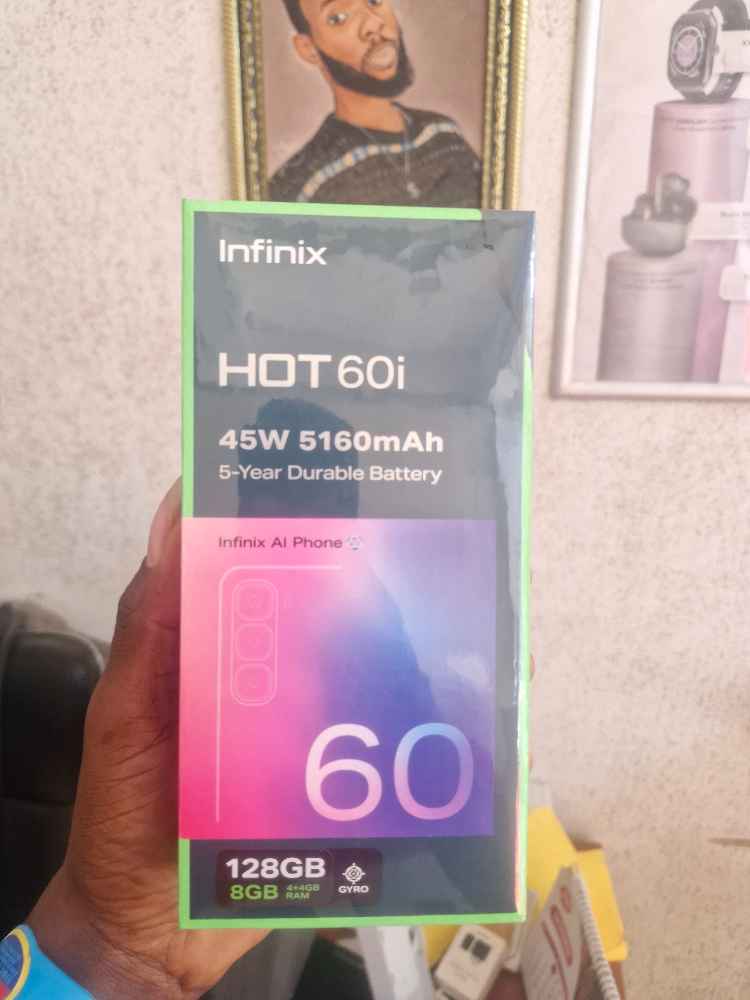 Infinix
HOT 60i
45W 5160mAh
5-Year Durable Battery
Infinix AI Phone
60
128GB
8GB 4+4GB RAM
GYRO